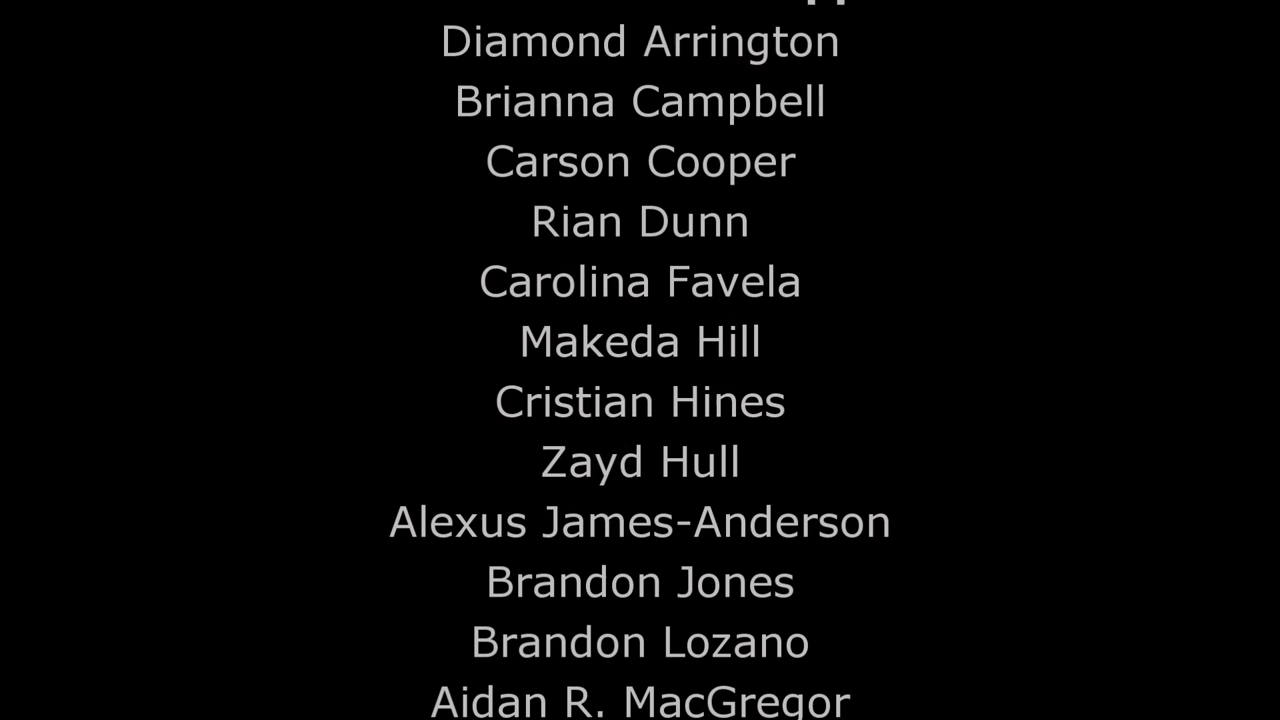 Diamond Arrington
Brianna Campbell
Carson Cooper
Rian Dunn
Carolina Favela
Makeda Hill
Cristian Hines
Zayd Hull
Alexus James-Anderson
Brandon Jones
Brandon Lozano
Aidan R. MacGregor